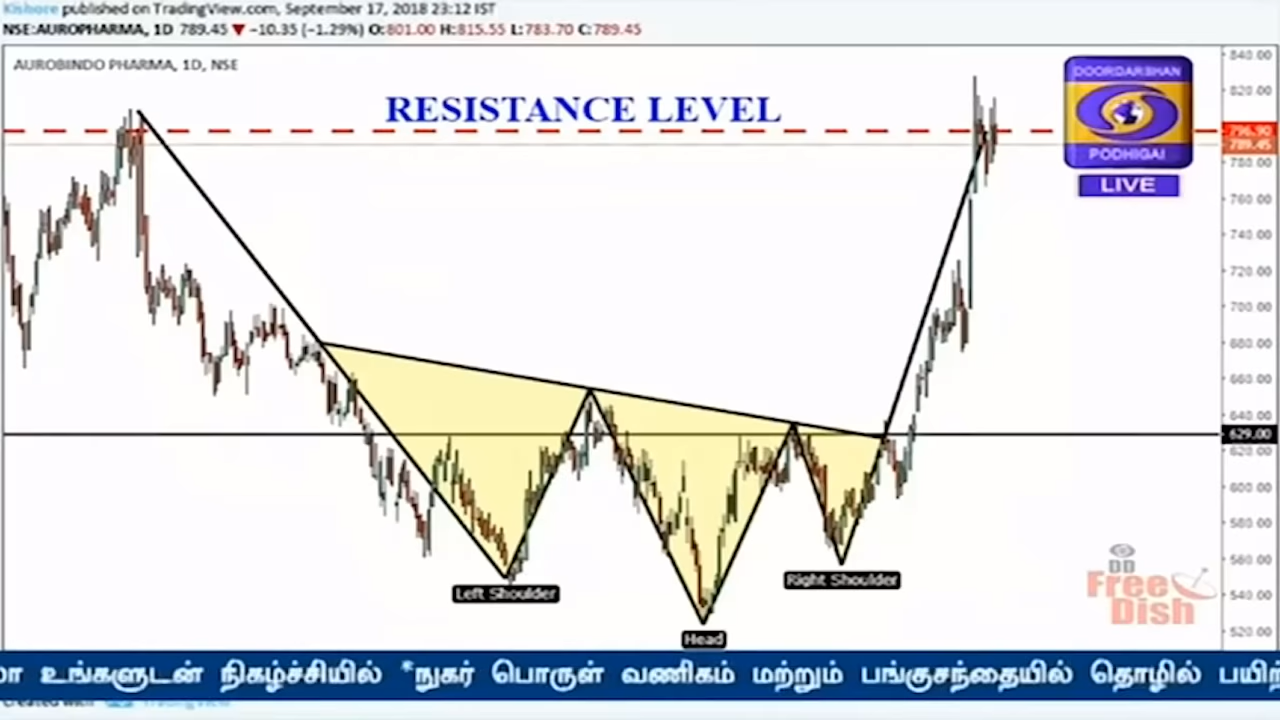 Kishore published on TradingView.com, September 17, 2018 23:12 IST
NSE:AUROPHARMA, 1D 789.45 ▼ −10.35 (−1.29%) O:801.00 H:815.55 L:783.70 C:789.45
AUROBINDO PHARMA, 1D, NSE
840.00
820.00
RESISTANCE LEVEL
DOORDARSHAN
PODHIGAI
LIVE
796.90
789.45
780.00
760.00
740.00
720.00
700.00
680.00
660.00
640.00
629.00
620.00
600.00
580.00
560.00
540.00
520.00
Left Shoulder
Head
Right Shoulder
DD
Free
Dish
உங்களுடன் நிகழ்ச்சியில் *நுகர் பொருள் வணிகம் மற்றும் பங்குசந்தையில் தொழில்
Created with TradingView